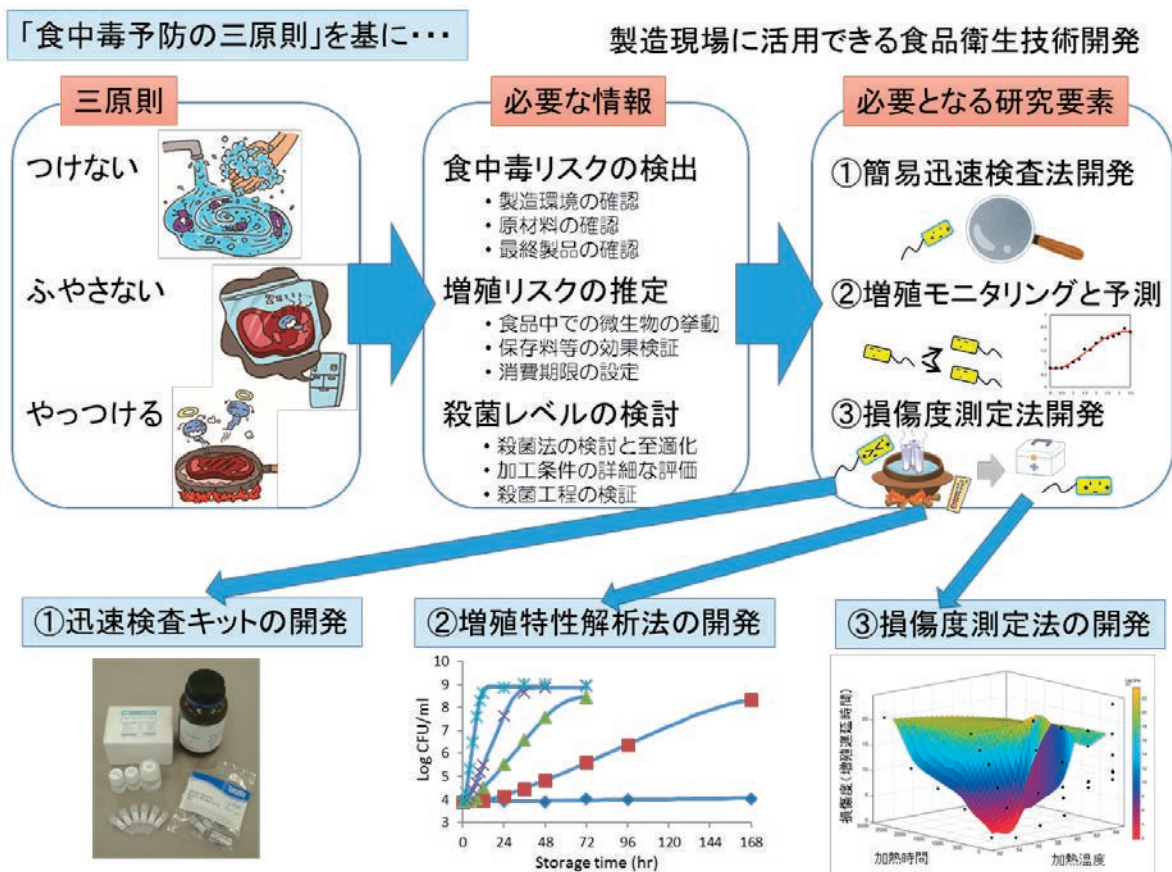 「食中毒予防の三原則」を基に・・・
製造現場に活用できる食品衛生技術開発
三原則
つけない
ふやさない
やっつける
必要な情報
食中毒リスクの検出
・製造環境の確認
・原材料の確認
・最終製品の確認
増殖リスクの推定
・食品中での微生物の挙動
・保存料等の効果検証
・消費期限の設定
殺菌レベルの検討
・殺菌法の検討と至適化
・加工条件の詳細な評価
・殺菌工程の検証
必要となる研究要素
①簡易迅速検査法開発
②増殖モニタリングと予測
③損傷度測定法開発
①迅速検査キットの開発
②増殖特性解析法の開発
10
9
8
7
6
5
4
3
Log CFU/ml
0 24 48 72 96 120 144 168
Storage time (hr)
③損傷度測定法の開発
損傷度(増殖遅延時間)
加熱時間
加熱温度